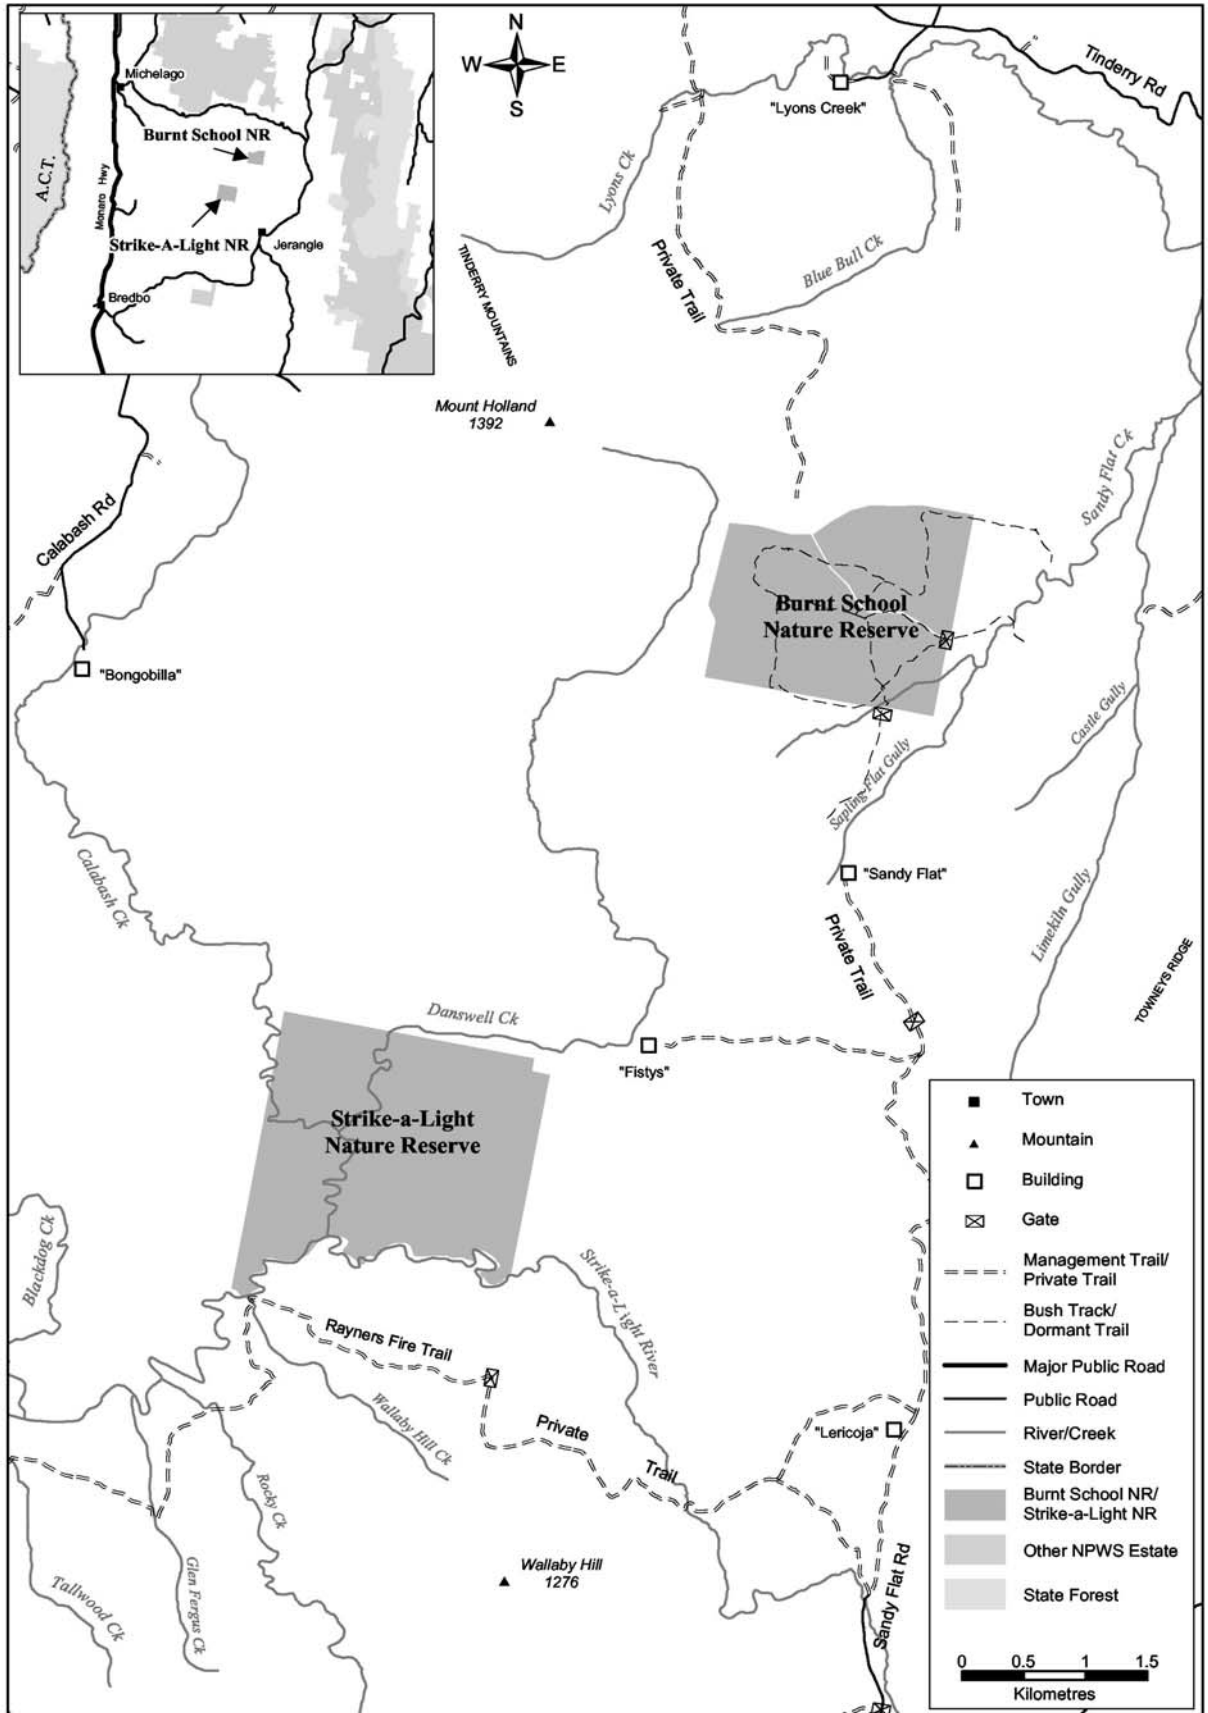 Michelago
Burnt School NR
A.C.T.
Monaro Hwy
Strike-A-Light NR
Jerangle
Bredbo
N
W
E
S
Tinderry Rd
"Lyons Creek"
Lyons Ck
Private Trail
Blue Bull Ck
TINDERRY MOUNTAINS
Mount Holland
1392
Sandy Flat Ck
Calabash Rd
Burnt School
Nature Reserve
"Bongobilla"
Castle Gully
Sapling Flat Gully
Calabash Ck
"Sandy Flat"
Limekiln Gully
Private Trail
TOWNEYS RIDGE
Danswell Ck
"Fistys"
Strike-a-Light
Nature Reserve
Blackdog Ck
Strike-a-Light River
Rayners Fire Trail
Wallaby Hill Ck
Private
Trail
"Lericoja"
Rocky Ck
Wallaby Hill
1276
Glen Fergus Ck
Tallwood Ck
Sandy Flat Rd
Town
Mountain
Building
Gate
Management Trail/
Private Trail
Bush Track/
Dormant Trail
Major Public Road
Public Road
River/Creek
State Border
Burnt School NR/
Strike-a-Light NR
Other NPWS Estate
State Forest
0 0.5 1 1.5
Kilometres